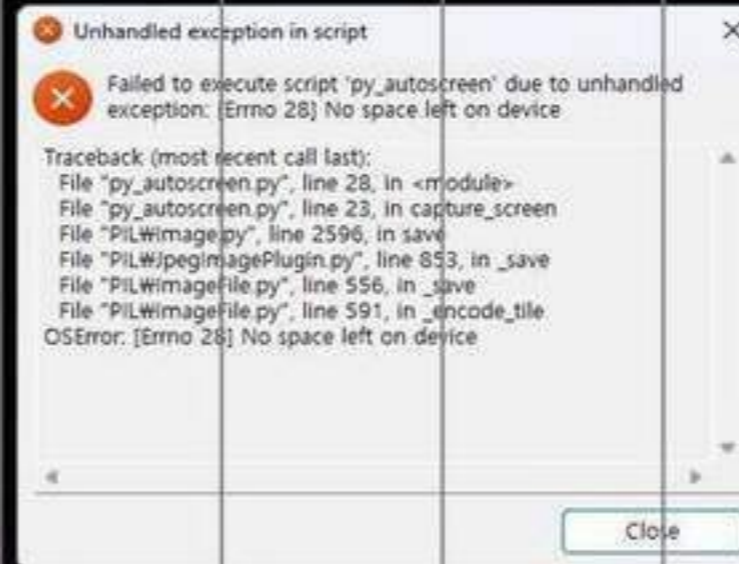 Unhandled exception in script
Failed to execute script 'py_autoscreen' due to unhandled
exception: [Errno 28] No space left on device
Traceback (most recent call last):
File "py_autoscreen.py", line 28, in <module>
File "py_autoscreen.py", line 23, in capture_screen
File "PIL₩Image.py", line 2596, in save
File "PIL₩JpegImagePlugin.py", line 853, in _save
File "PIL₩ImageFile.py", line 556, in _save
File "PIL₩ImageFile.py", line 591, in _encode_tile
OSError: [Errno 28] No space left on device
Close